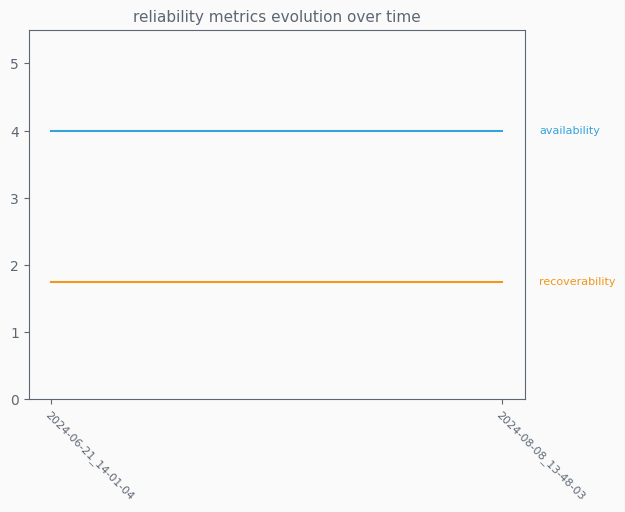 reliability metrics evolution over time
5
4
3
2
1
0
availability
recoverability
2024-06-21_14-01-04
2024-08-08_13-48-03